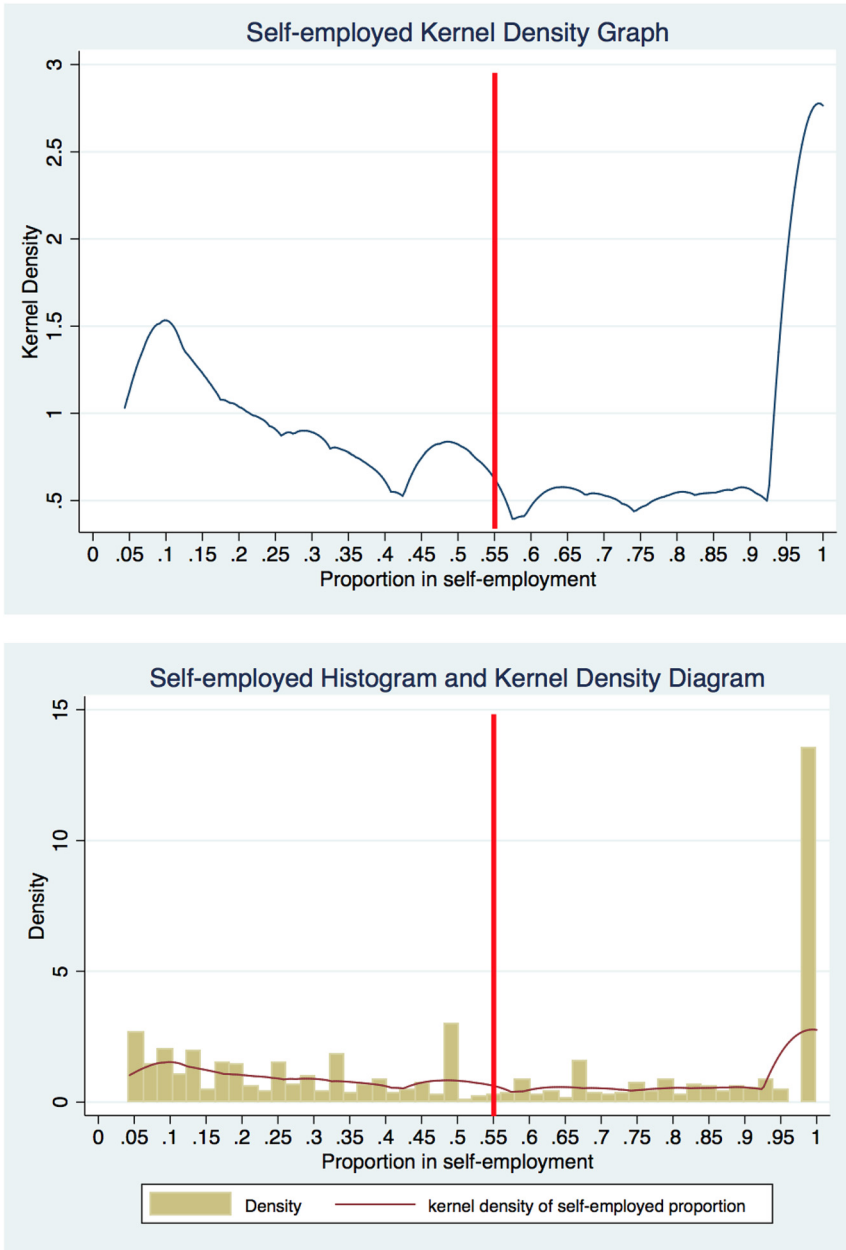 Self-employed Kernel Density Graph
3
2.5
2
1.5
1
.5
Kernel Density
0 .05 .1 .15 .2 .25 .3 .35 .4 .45 .5 .55 .6 .65 .7 .75 .8 .85 .9 .95 1
Proportion in self-employment
Self-employed Histogram and Kernel Density Diagram
15
10
5
0
Density
0 .05 .1 .15 .2 .25 .3 .35 .4 .45 .5 .55 .6 .65 .7 .75 .8 .85 .9 .95 1
Proportion in self-employment
Density kernel density of self-employed proportion